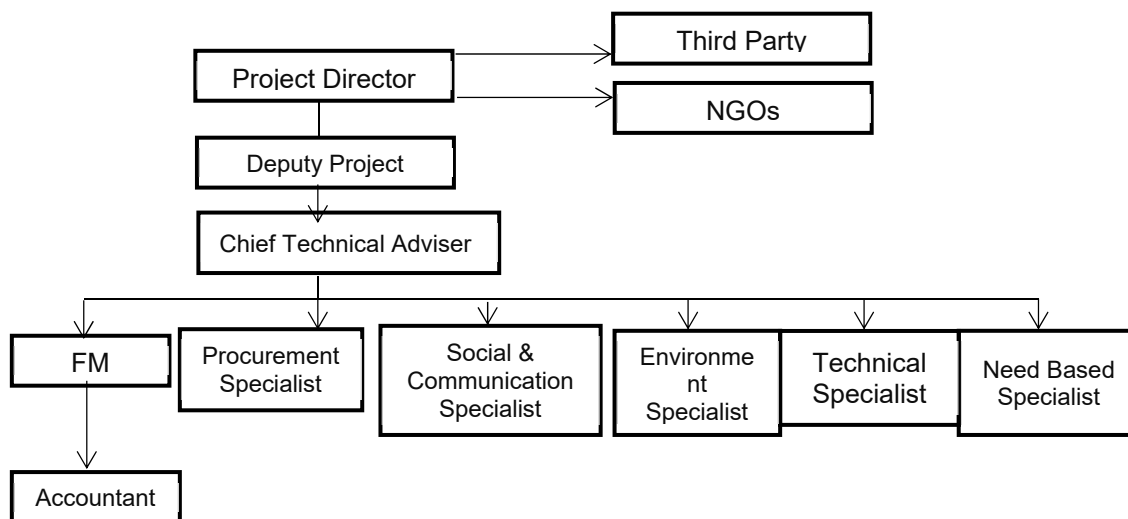 Third Party
Project Director
NGOs
Deputy Project
Chief Technical Adviser
FM
Procurement
Specialist
Social &
Communication
Specialist
Environme
nt
Specialist
Technical
Specialist
Need Based
Specialist
Accountant